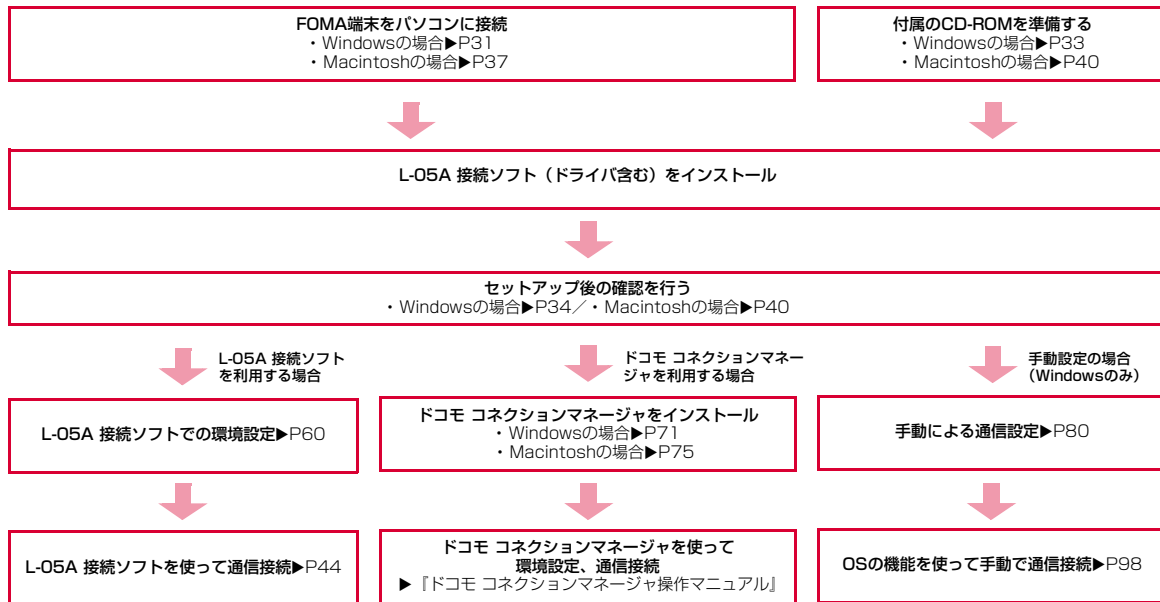 FOMA端末をパソコンに接続
・Windowsの場合▶P31
・Macintoshの場合▶P37
付属のCD-ROMを準備する
・Windowsの場合▶P33
・Macintoshの場合▶P40
L-05A 接続ソフト（ドライバ含む）をインストール
セットアップ後の確認を行う
・Windowsの場合▶P34／・Macintoshの場合▶P40
L-05A 接続ソフト
を利用する場合
ドコモ コネクションマネー
ジャを利用する場合
手動設定の場合
（Windowsのみ）
L-05A 接続ソフトでの環境設定▶P60
ドコモ コネクションマネージャをインストール
・Windowsの場合▶P71
・Macintoshの場合▶P75
手動による通信設定▶P80
L-05A 接続ソフトを使って通信接続▶P44
ドコモ コネクションマネージャを使って
環境設定、通信接続
▶『ドコモ コネクションマネージャ操作マニュアル』
OSの機能を使って手動で通信接続▶P98